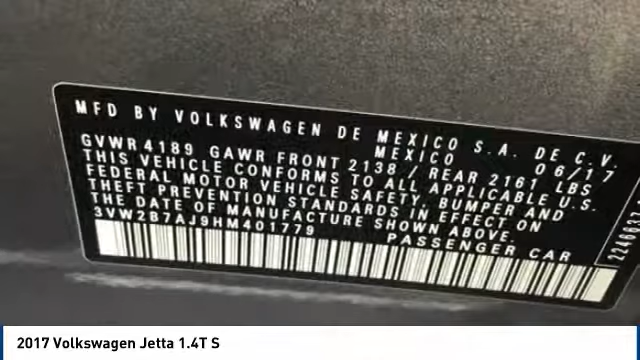 MFD BY VOLKSWAGEN DE MEXICO S.A. DE C.V.
MEXICO 06/17
GVWR 4189 GAWR FRONT 2138 / REAR 2161 LBS
THIS VEHICLE CONFORMS TO ALL APPLICABLE U.S.
FEDERAL MOTOR VEHICLE SAFETY, BUMPER AND
THEFT PREVENTION STANDARDS IN EFFECT ON
THE DATE OF MANUFACTURE SHOWN ABOVE.
3VW2B7AJ9HM401779 PASSENGER CAR
2017 Volkswagen Jetta 1.4T S